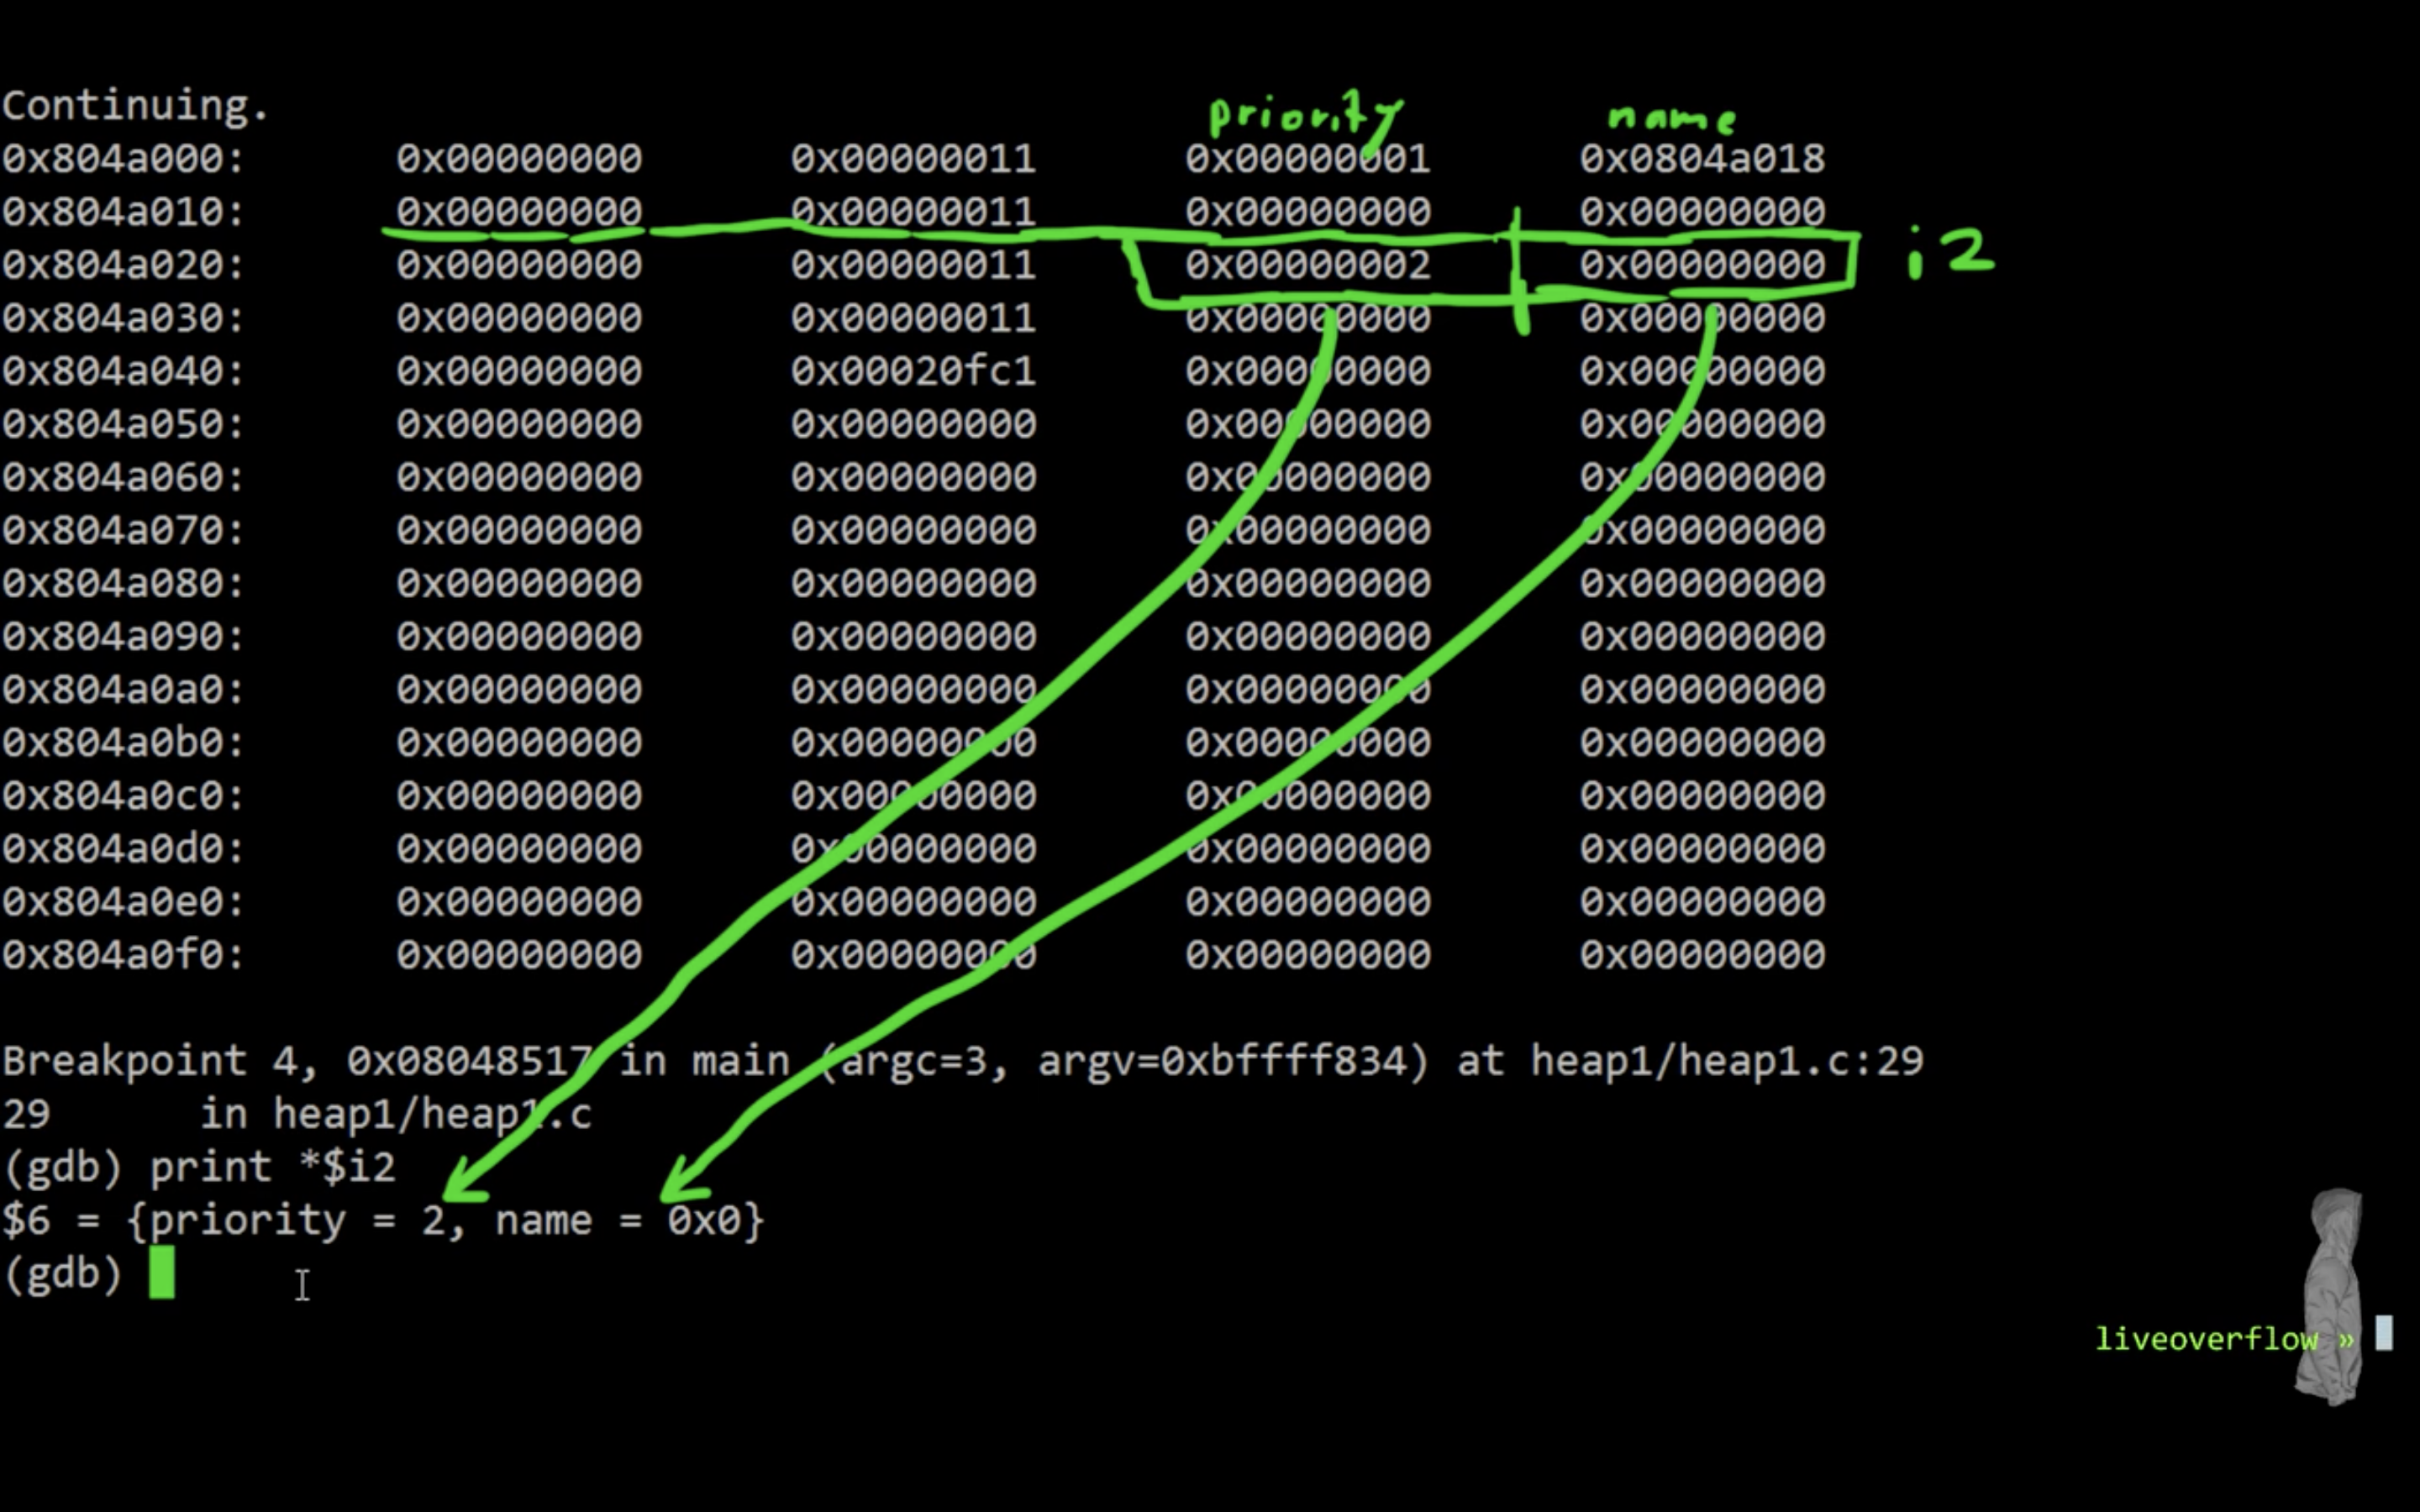 Continuing.
priority name
0x804a000: 0x00000000 0x00000011 0x00000001 0x0804a018
0x804a010: 0x00000000 0x00000011 0x00000000 0x00000000
0x804a020: 0x00000000 0x00000011 0x00000002 0x00000000 i2
0x804a030: 0x00000000 0x00000011 0x00000000 0x00000000
0x804a040: 0x00000000 0x00020fc1 0x00000000 0x00000000
0x804a050: 0x00000000 0x00000000 0x00000000 0x00000000
0x804a060: 0x00000000 0x00000000 0x00000000 0x00000000
0x804a070: 0x00000000 0x00000000 0x00000000 0x00000000
0x804a080: 0x00000000 0x00000000 0x00000000 0x00000000
0x804a090: 0x00000000 0x00000000 0x00000000 0x00000000
0x804a0a0: 0x00000000 0x00000000 0x00000000 0x00000000
0x804a0b0: 0x00000000 0x00000000 0x00000000 0x00000000
0x804a0c0: 0x00000000 0x00000000 0x00000000 0x00000000
0x804a0d0: 0x00000000 0x00000000 0x00000000 0x00000000
0x804a0e0: 0x00000000 0x00000000 0x00000000 0x00000000
0x804a0f0: 0x00000000 0x00000000 0x00000000 0x00000000
Breakpoint 4, 0x08048517 in main (argc=3, argv=0xbffff834) at heap1/heap1.c:29
29 in heap1/heap1.c
(gdb) print *$i2
$6 = {priority = 2, name = 0x0}
(gdb)
liveoverflow »